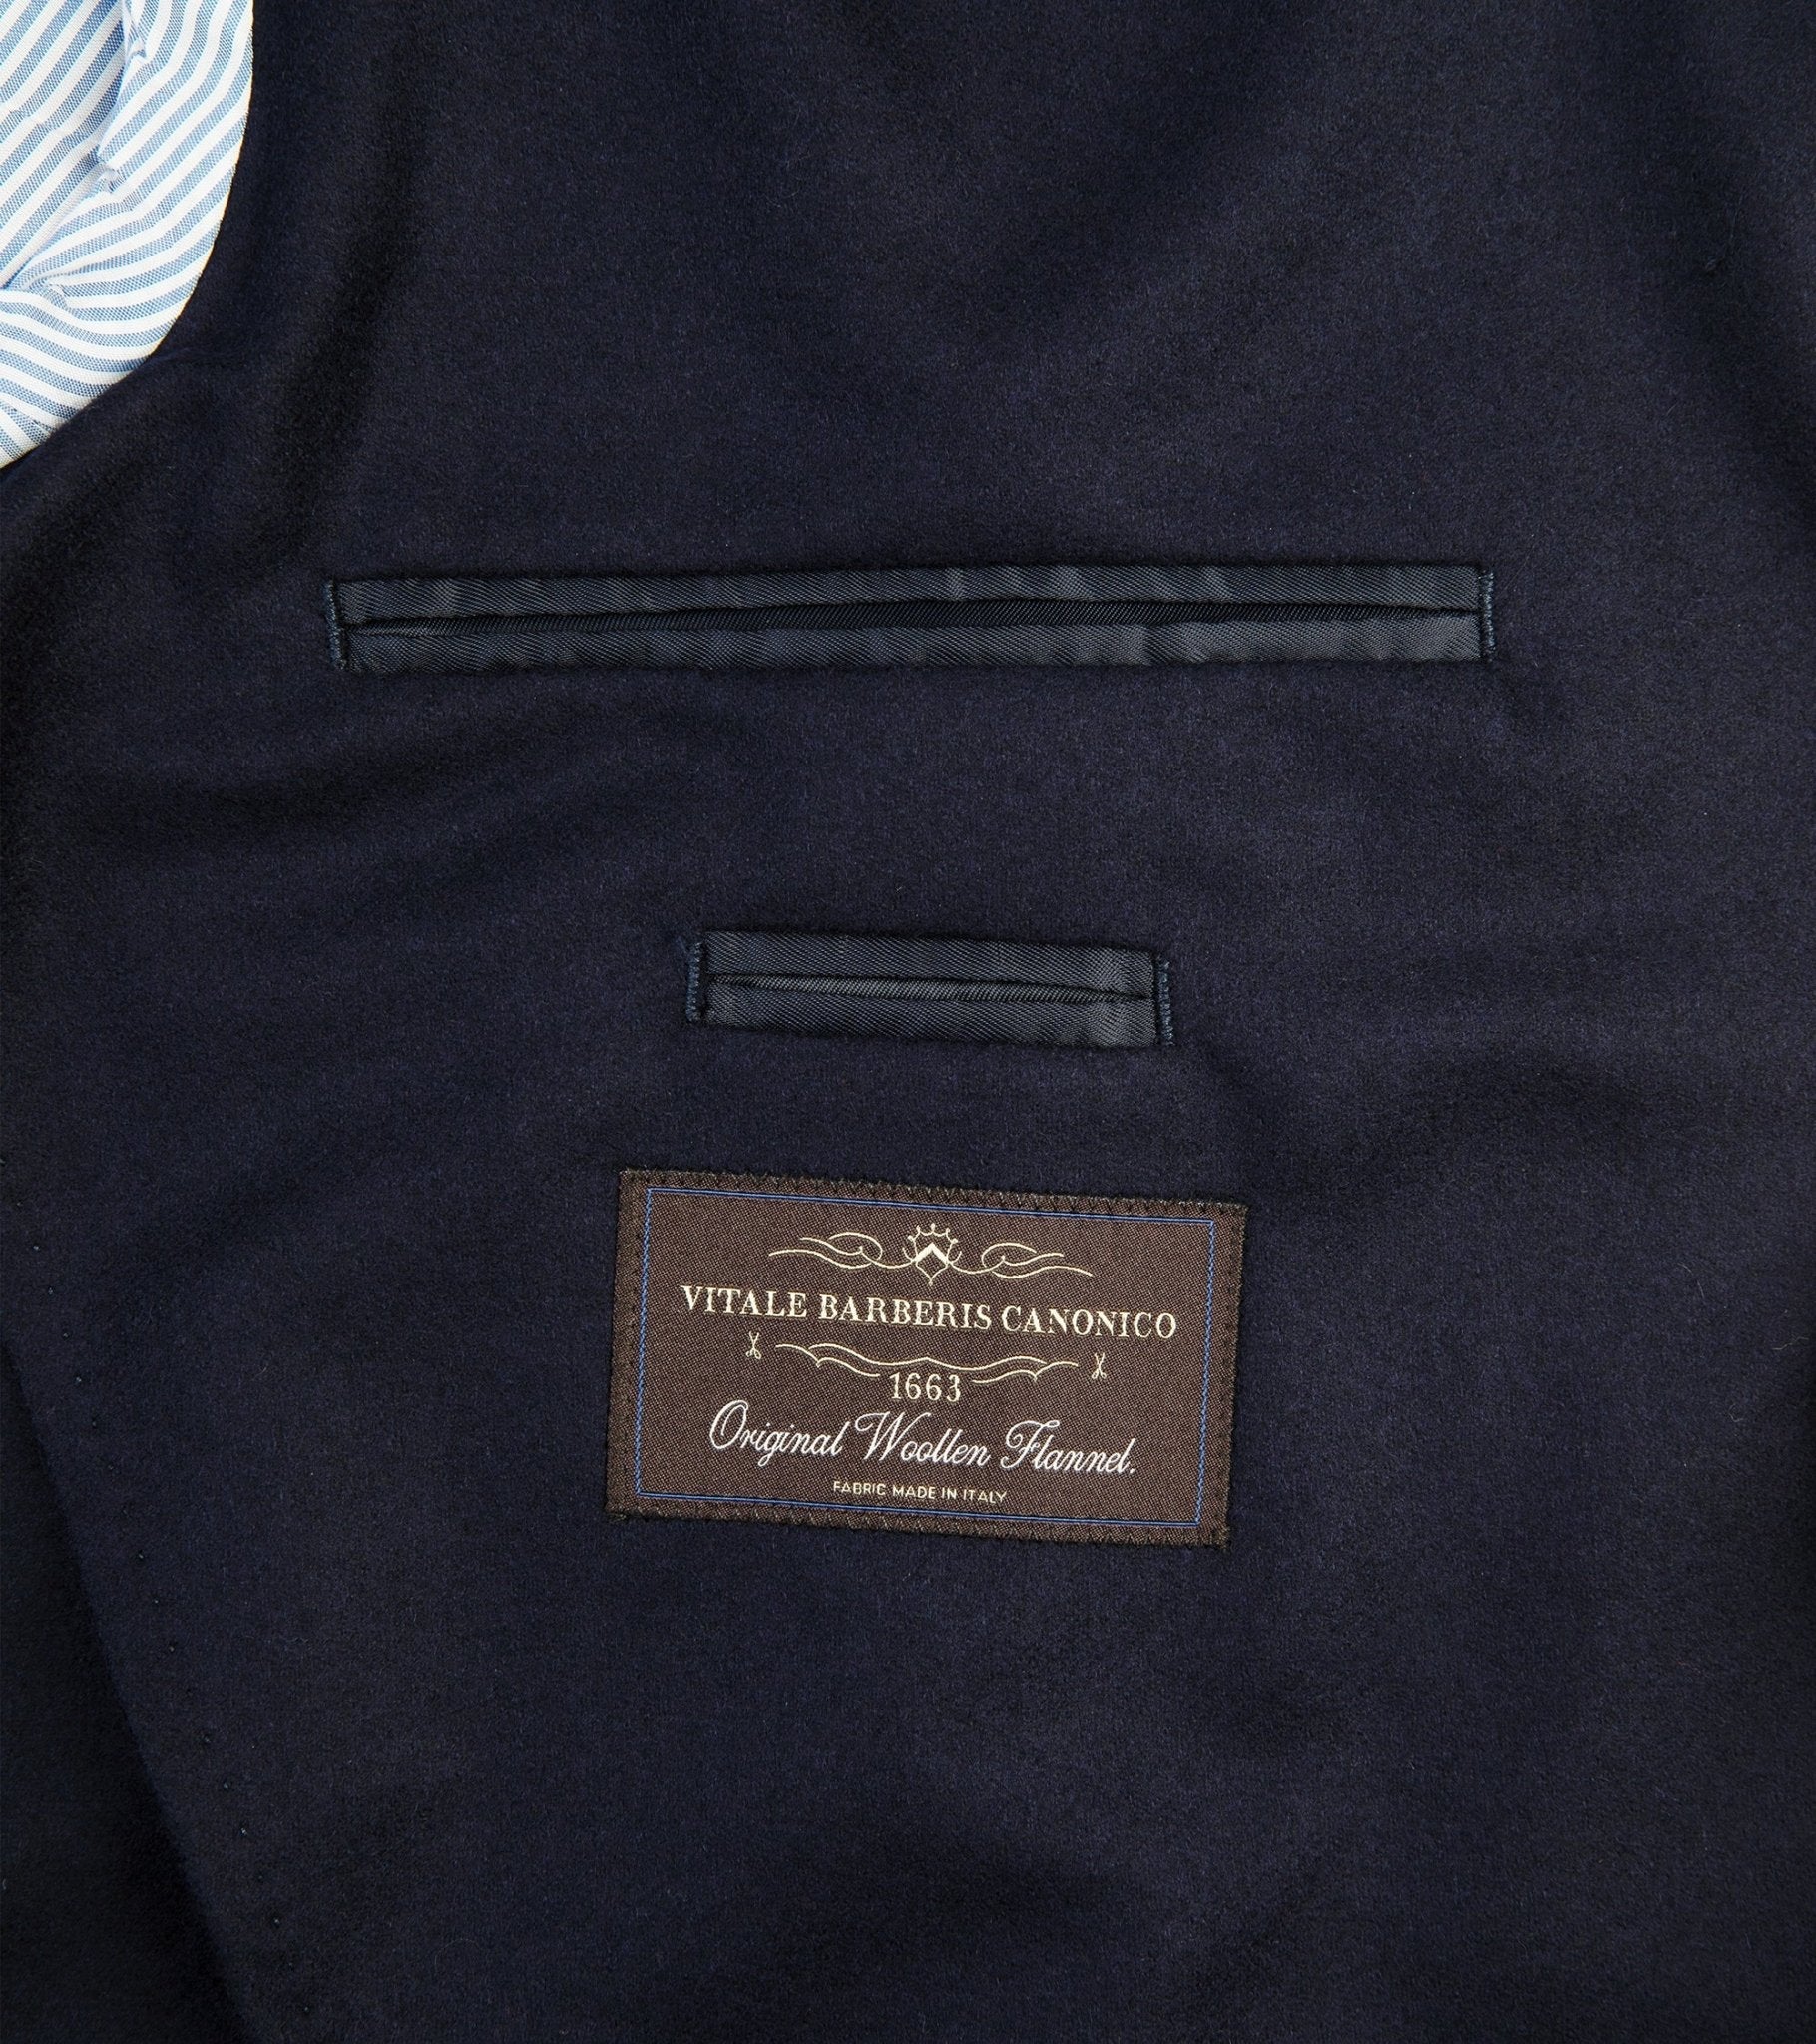 VITALE BARBERIS CANONICO
1663
Original Woollen Flannel.
FABRIC MADE IN ITALY